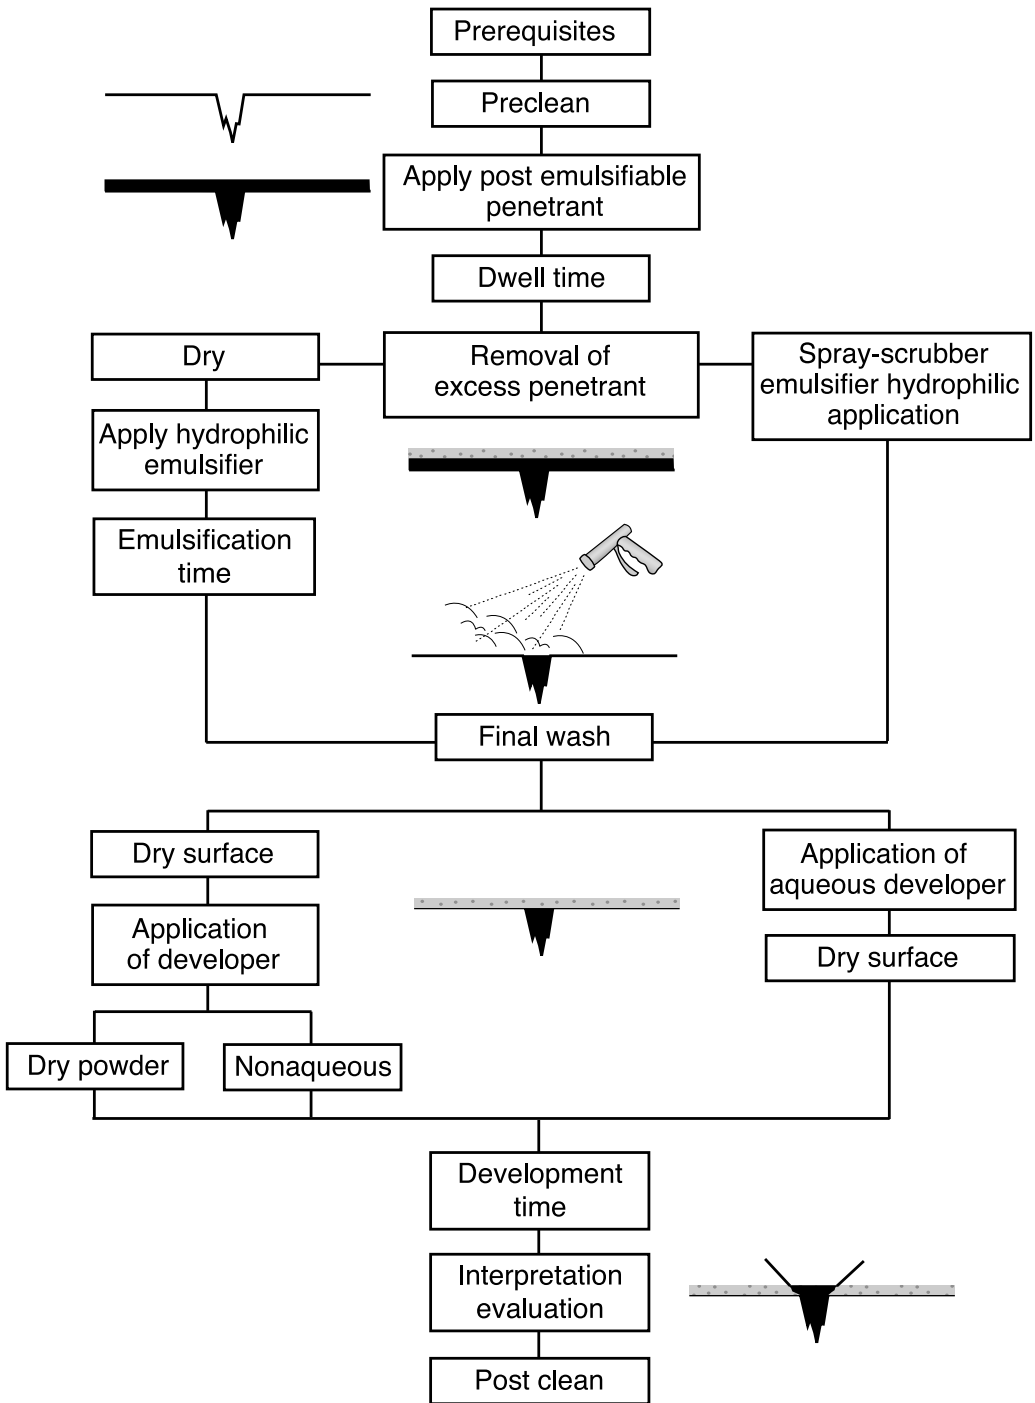 Prerequisites
Preclean
Apply post emulsifiable
penetrant
Dwell time
Dry
Removal of
excess penetrant
Spray-scrubber
emulsifier hydrophilic
application
Apply hydrophilic
emulsifier
Emulsification
time
Final wash
Dry surface
Application
of developer
Application of
aqueous developer
Dry surface
Dry powder
Nonaqueous
Development
time
Interpretation
evaluation
Post clean